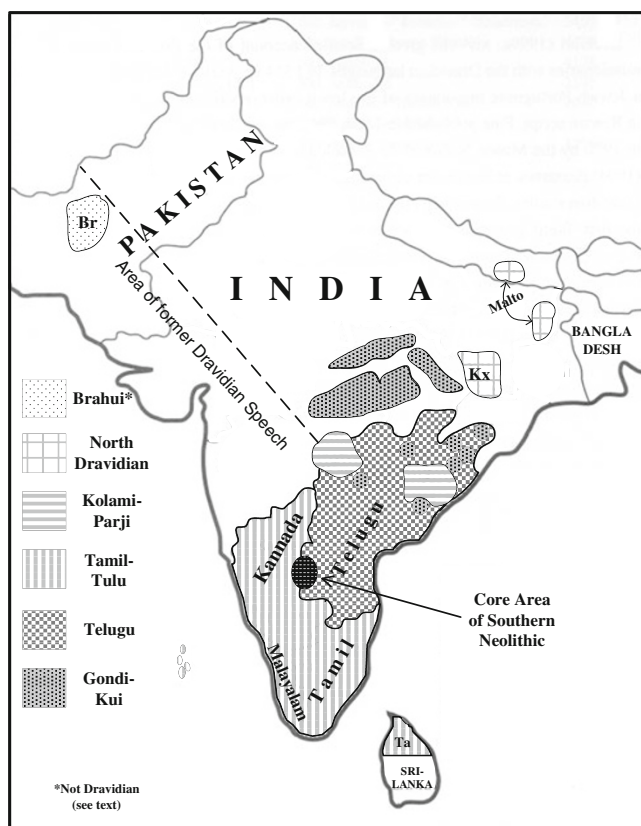 PAKISTAN
Br
Area of former Dravidian Speech
INDIA
Malto
BANGLA
DESH
Kx
Brahui*
North
Dravidian
Kolami-
Parji
Tamil-
Tulu
Telugu
Gondi-
Kui
Kannada
Telugu
Core Area
of Southern
Neolithic
Malayalam
Tamil
Ta
SRI-
LANKA
*Not Dravidian
(see text)